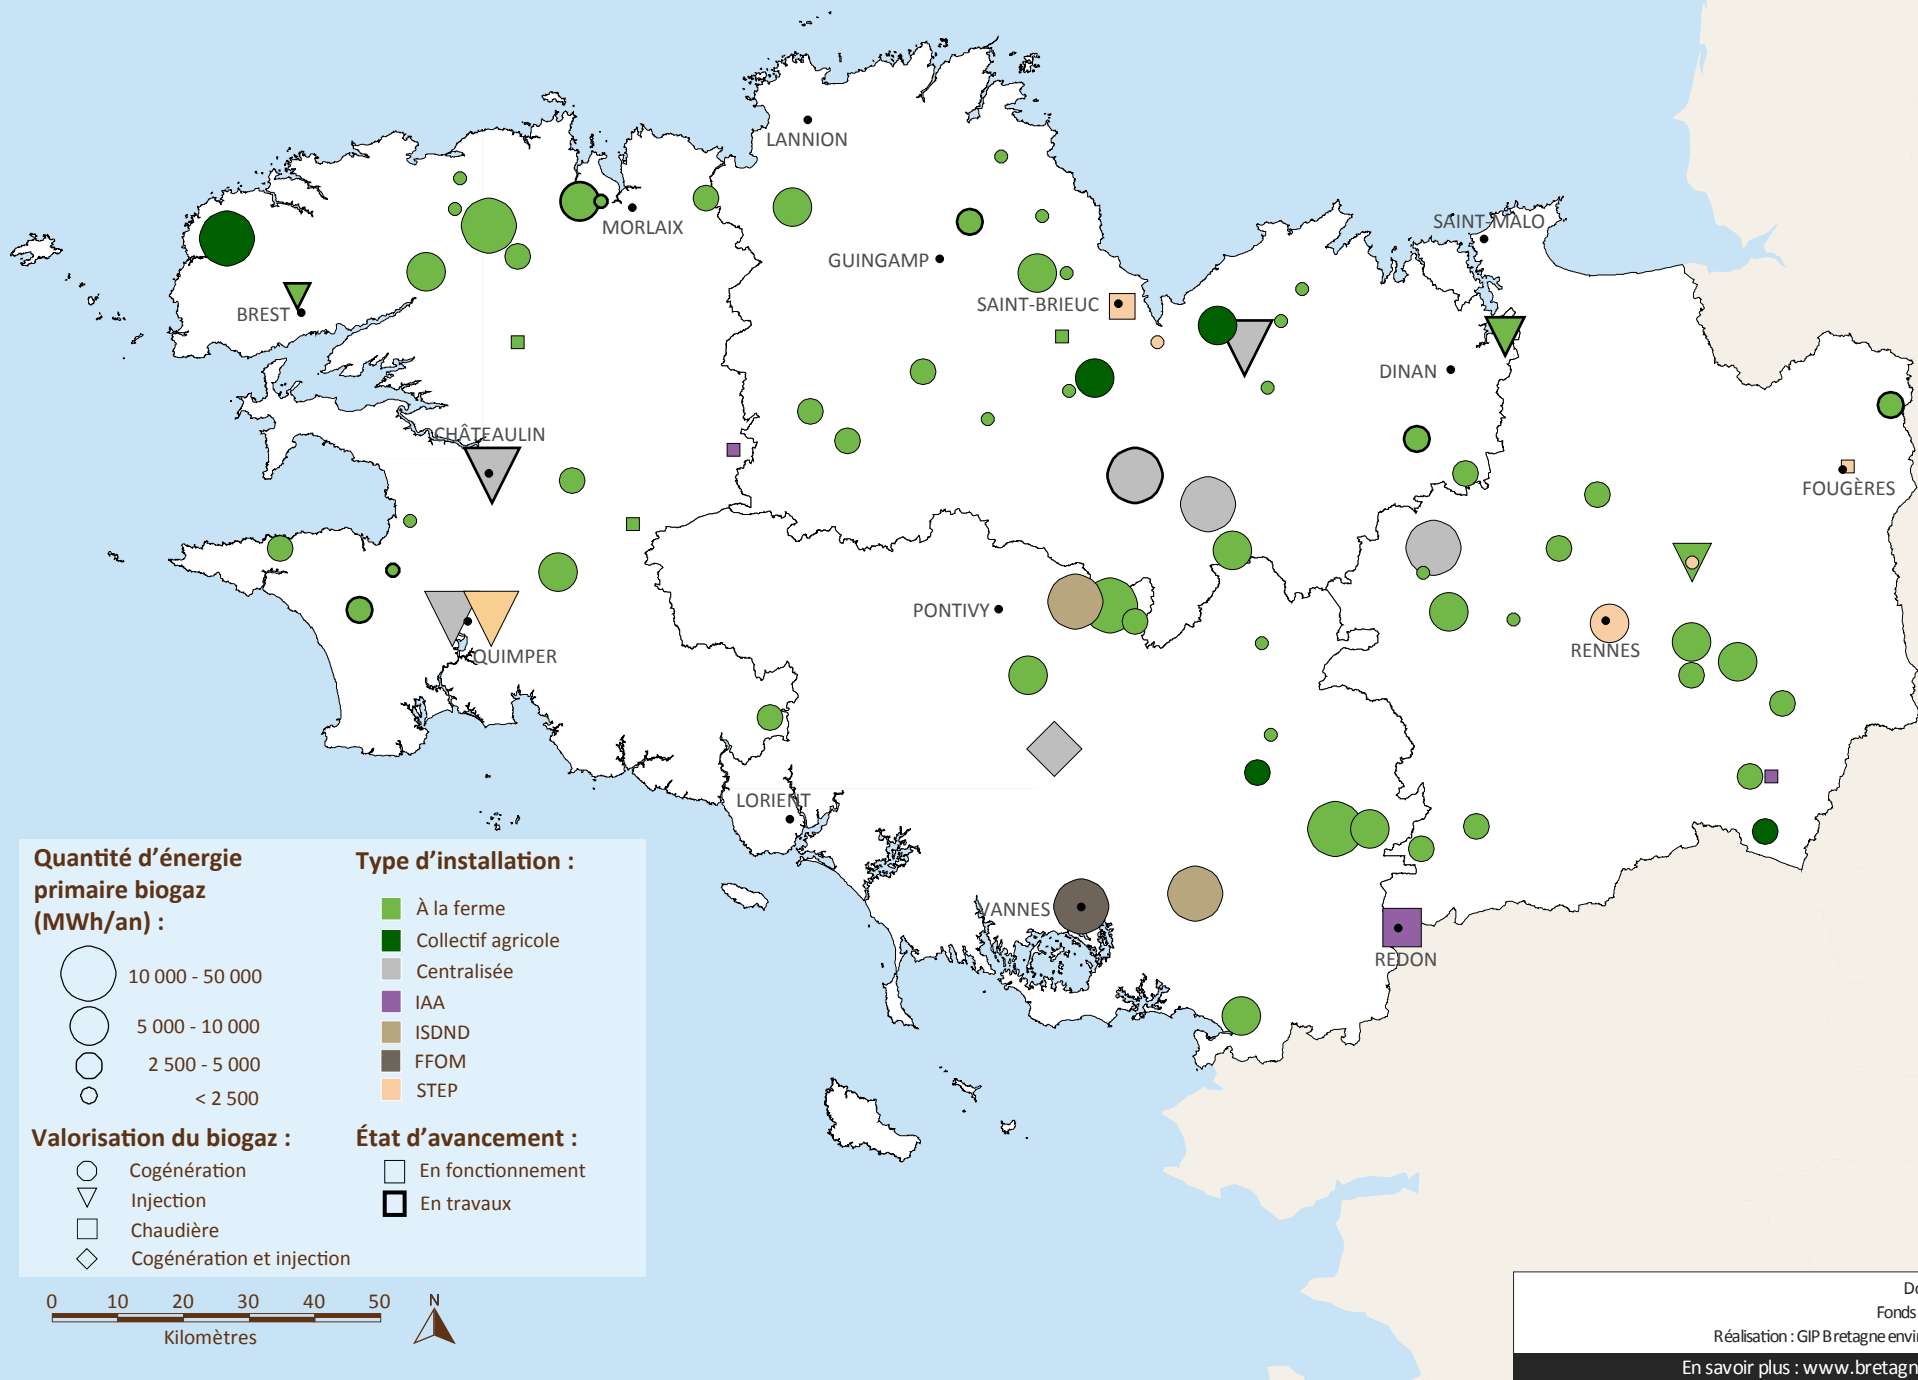 LANNION
MORLAIX
GUINGAMP
SAINT-MALO
BREST
SAINT-BRIEUC
DINAN
CHÂTEAULIN
FOUGÈRES
PONTIVY
QUIMPER
RENNES
LORIENT
VANNES
REDON
Quantité d’énergie
primaire biogaz
(MWh/an) :
10 000 - 50 000
5 000 - 10 000
2 500 - 5 000
< 2 500
Type d’installation :
À la ferme
Collectif agricole
Centralisée
IAA
ISDND
FFOM
STEP
Valorisation du biogaz :
Cogénération
Injection
Chaudière
Cogénération et injection
État d’avancement :
En fonctionnement
En travaux
0 10 20 30 40 50
Kilomètres
N
Do
Fonds
Réalisation : GIP Bretagne envir
En savoir plus : www.bretagn